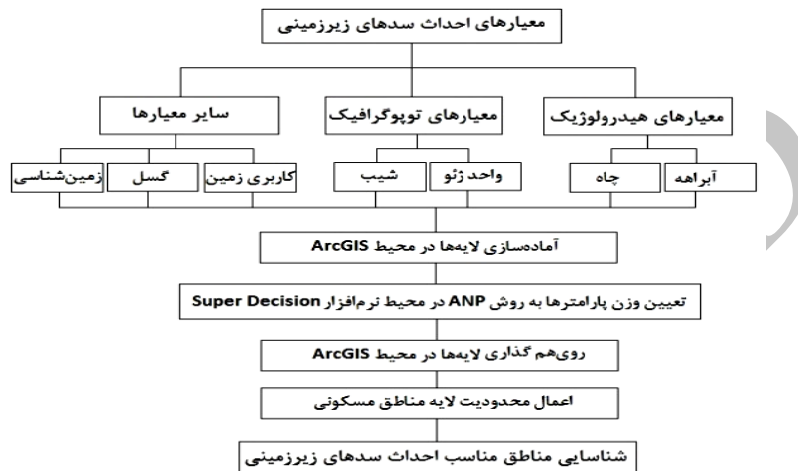 معیارهای احداث سدهای زیرزمینی
معیارهای هیدرولوژیک
معیارهای توپوگرافیک
سایر معیارها
آبراهه
چاه
واحد ژئو
شیب
کاربری زمین
گسل
زمین‌شناسی
آماده‌سازی لایه‌ها در محیط ArcGIS
تعیین وزن پارامترها به روش ANP در محیط نرم‌افزار Super Decision
روی‌هم گذاری لایه‌ها در محیط ArcGIS
اعمال محدودیت لایه مناطق مسکونی
شناسایی مناطق مناسب احداث سدهای زیرزمینی